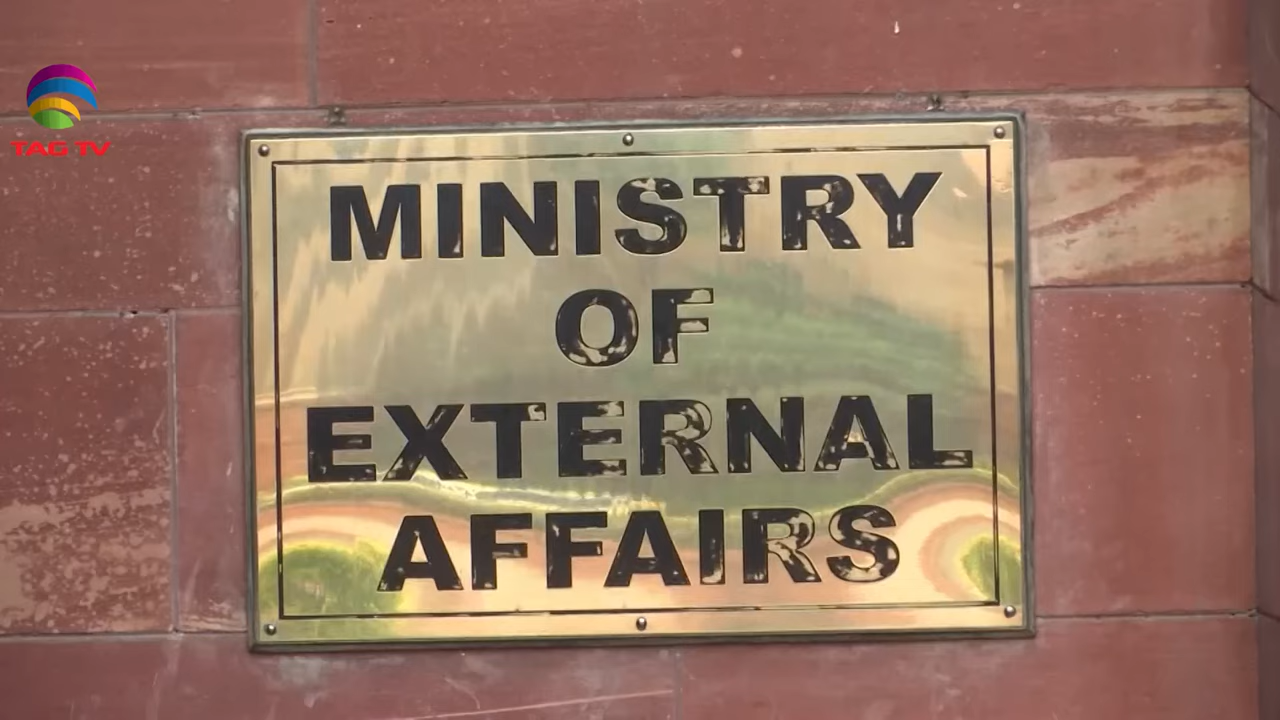 TAG TV
MINISTRY
OF
EXTERNAL
AFFAIRS